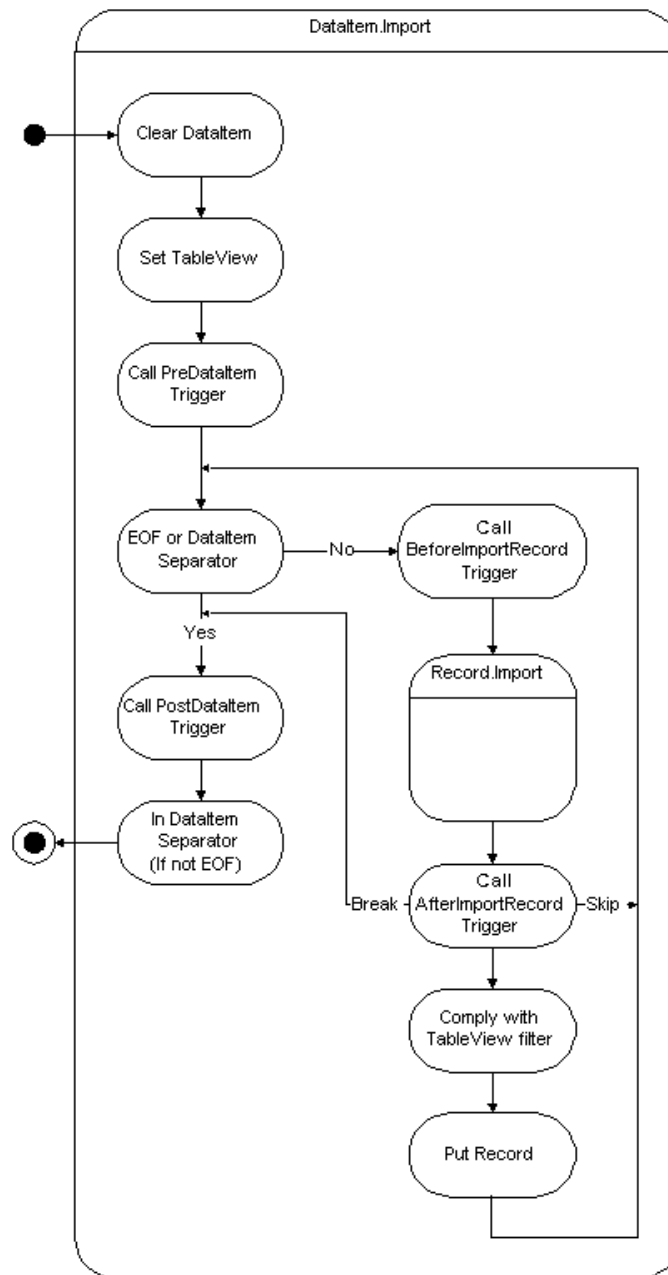 DataItem.Import
Clear DataItem
Set TableView
Call PreDataItem
Trigger
EOF or DataItem
Separator
No
Call
BeforeImportRecord
Trigger
Yes
Record.Import
Call PostDataItem
Trigger
In DataItem
Separator
(If not EOF)
Break
Call
AfterImportRecord
Trigger
Skip
Comply with
TableView filter
Put Record